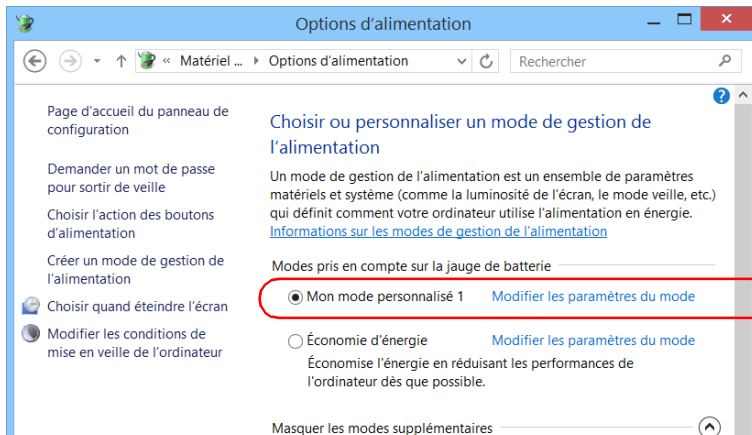 Options d'alimentation
« Matériel ... ▸ Options d'alimentation
Rechercher
Page d'accueil du panneau de
configuration
Demander un mot de passe
pour sortir de veille
Choisir l'action des boutons
d'alimentation
Créer un mode de gestion de
l'alimentation
Choisir quand éteindre l'écran
Modifier les conditions de
mise en veille de l'ordinateur
Choisir ou personnaliser un mode de gestion de
l'alimentation
Un mode de gestion de l'alimentation est un ensemble de paramètres
matériels et système (comme la luminosité de l'écran, le mode veille, etc.)
qui définit comment votre ordinateur utilise l'alimentation en énergie.
Informations sur les modes de gestion de l'alimentation
Modes pris en compte sur la jauge de batterie
Mon mode personnalisé 1 Modifier les paramètres du mode
Économie d'énergie Modifier les paramètres du mode
Économise l'énergie en réduisant les performances de
l'ordinateur dès que possible.
Masquer les modes supplémentaires